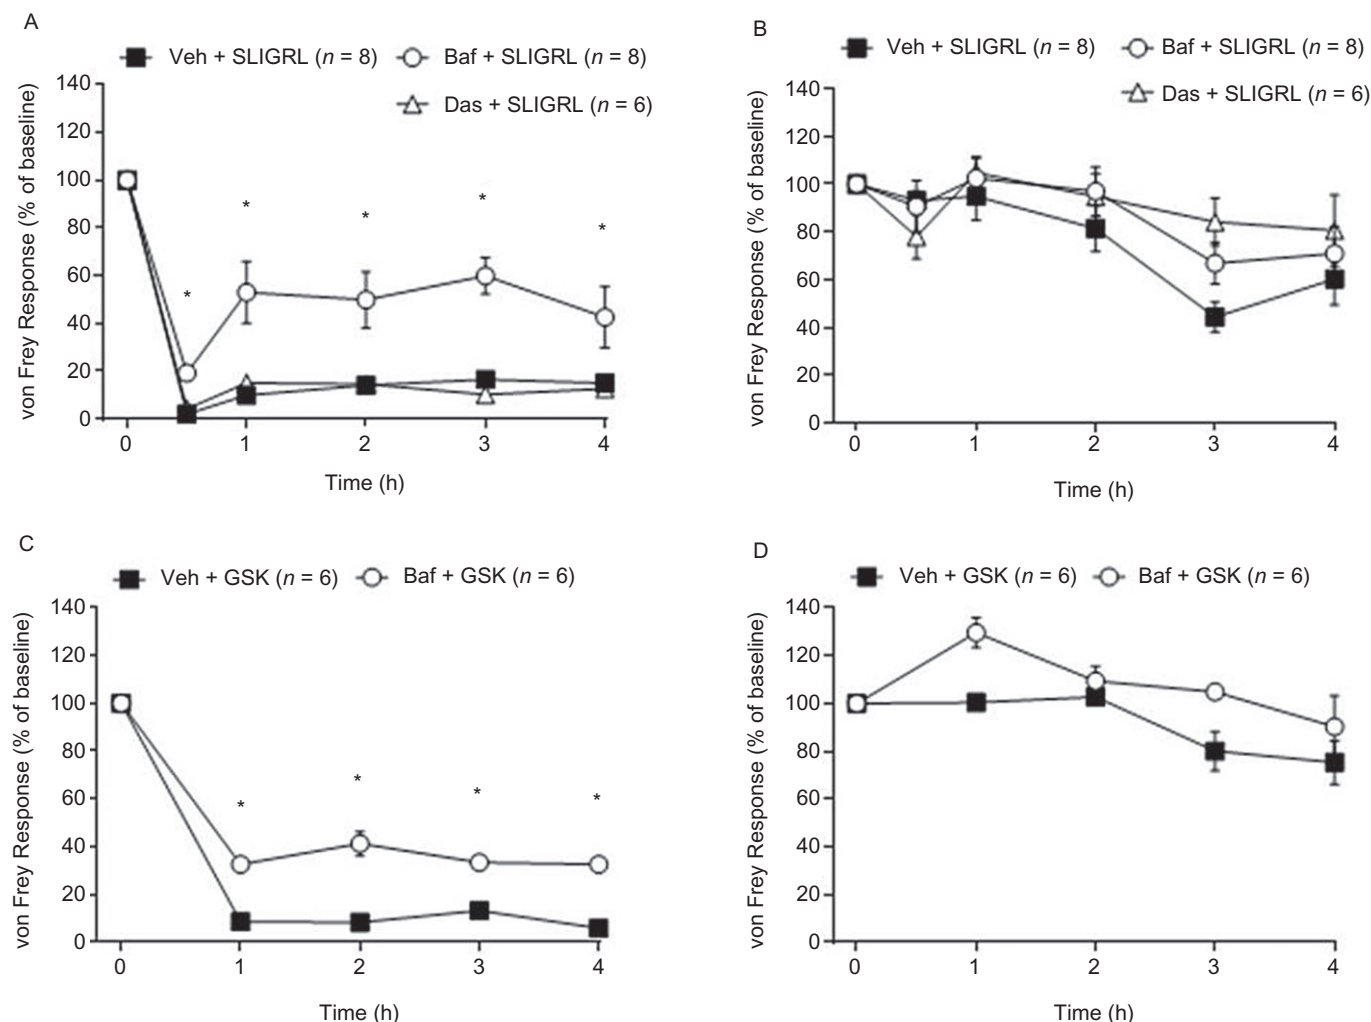 A
Veh + SLIGRL (n = 8)
Baf + SLIGRL (n = 8)
Das + SLIGRL (n = 6)
140
120
100
80
60
40
20
0
von Frey Response (% of baseline)
*
*
*
*
*
0
1
2
3
4
Time (h)
B
Veh + SLIGRL (n = 8)
Baf + SLIGRL (n = 8)
Das + SLIGRL (n = 6)
140
120
100
80
60
40
20
0
von Frey Response (% of baseline)
0
1
2
3
4
Time (h)
C
Veh + GSK (n = 6)
Baf + GSK (n = 6)
140
120
100
80
60
40
20
0
von Frey Response (% of baseline)
*
*
*
*
0
1
2
3
4
Time (h)
D
Veh + GSK (n = 6)
Baf + GSK (n = 6)
140
120
100
80
60
40
20
0
von Frey Response (% of baseline)
0
1
2
3
4
Time (h)